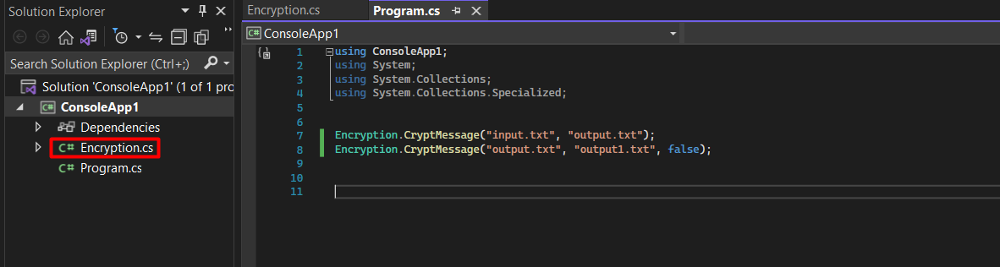 Solution Explorer
Search Solution Explorer (Ctrl+;)
Solution 'ConsoleApp1' (1 of 1 pro
C# ConsoleApp1
Dependencies
C# Encryption.cs
C# Program.cs
Encryption.cs Program.cs
C# ConsoleApp1
1 using ConsoleApp1;
2 using System;
3 using System.Collections;
4 using System.Collections.Specialized;
5
6
7 Encryption.CryptMessage("input.txt", "output.txt");
8 Encryption.CryptMessage("output.txt", "output1.txt", false);
9
10
11